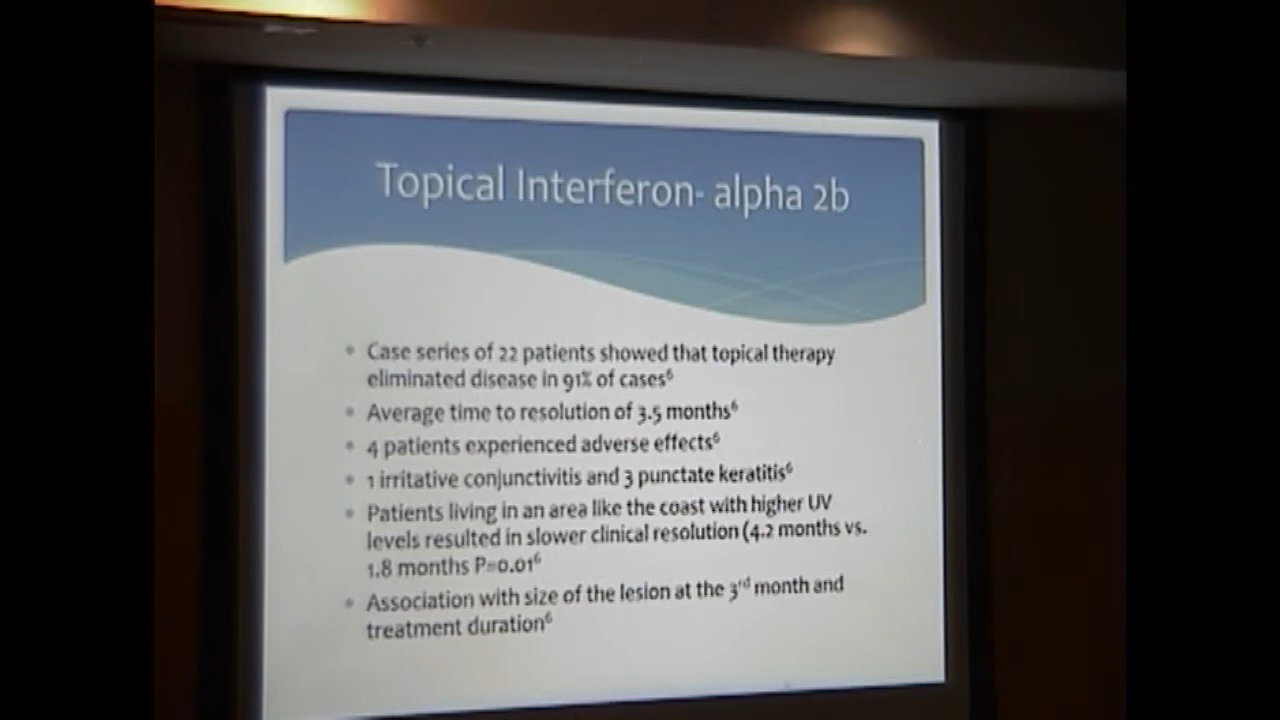 Topical Interferon- alpha 2b
• Case series of 22 patients showed that topical therapy
eliminated disease in 91% of cases⁶
• Average time to resolution of 3.5 months⁶
• 4 patients experienced adverse effects⁶
• 1 irritative conjunctivitis and 3 punctate keratitis⁶
• Patients living in an area like the coast with higher UV
levels resulted in slower clinical resolution (4.2 months vs.
1.8 months P=0.01⁶
• Association with size of the lesion at the 3ʳᵈ month and
treatment duration⁶